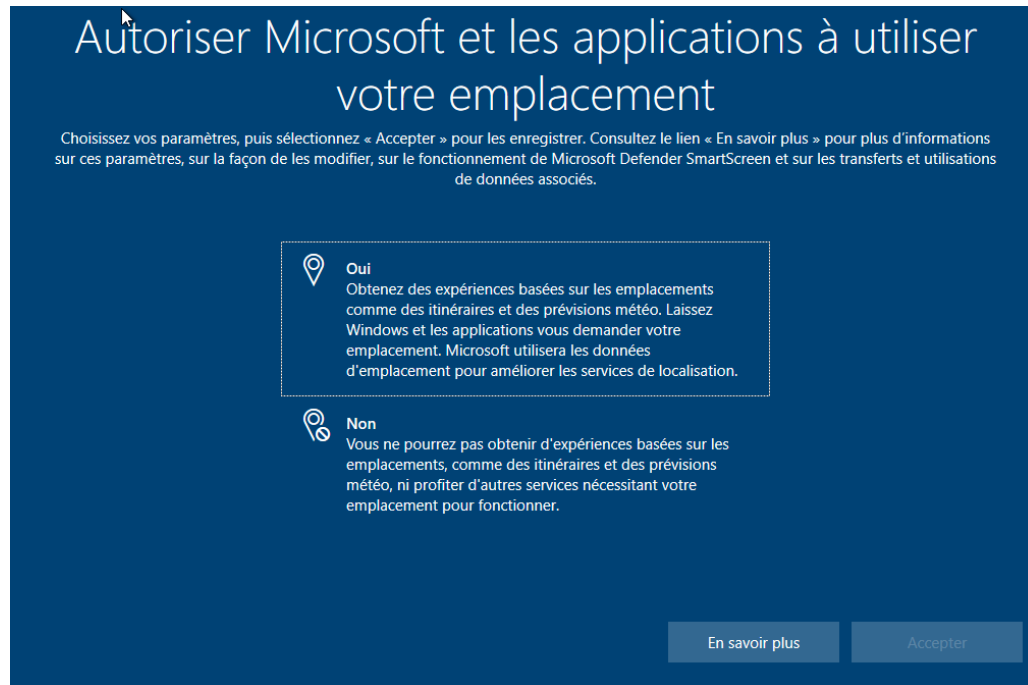 Autoriser Microsoft et les applications à utiliser
votre emplacement
Choisissez vos paramètres, puis sélectionnez « Accepter » pour les enregistrer. Consultez le lien « En savoir plus » pour plus d'informations
sur ces paramètres, sur la façon de les modifier, sur le fonctionnement de Microsoft Defender SmartScreen et sur les transferts et utilisations
de données associés.
Oui
Obtenez des expériences basées sur les emplacements
comme des itinéraires et des prévisions météo. Laissez
Windows et les applications vous demander votre
emplacement. Microsoft utilisera les données
d'emplacement pour améliorer les services de localisation.
Non
Vous ne pourrez pas obtenir d'expériences basées sur les
emplacements, comme des itinéraires et des prévisions
météo, ni profiter d'autres services nécessitant votre
emplacement pour fonctionner.
En savoir plus
Accepter